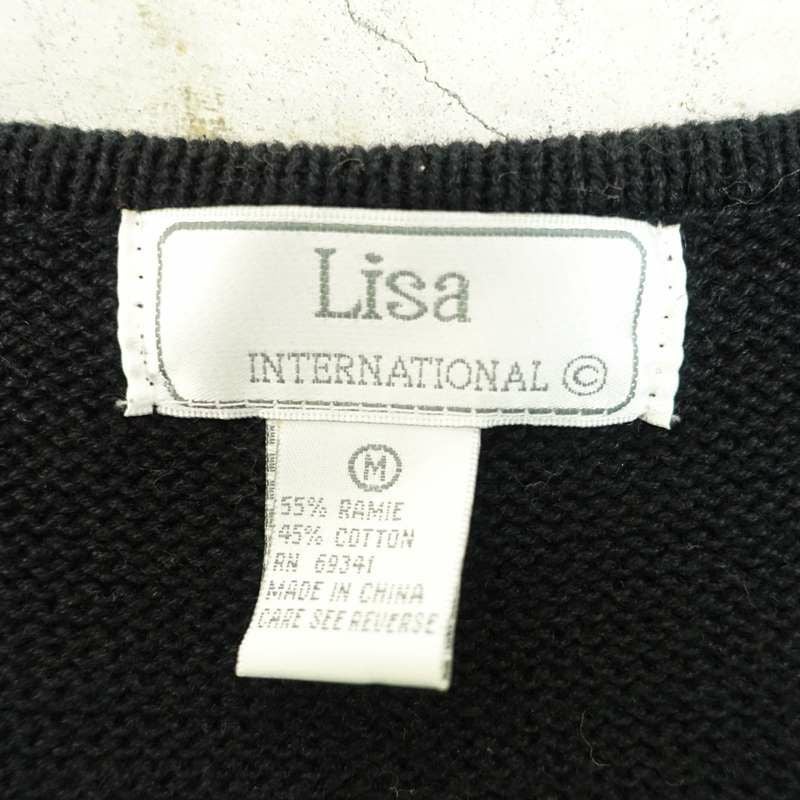 Lisa
INTERNATIONAL ©
M
55% RAMIE
45% COTTON
RN 69341
MADE IN CHINA
CARE SEE REVERSE